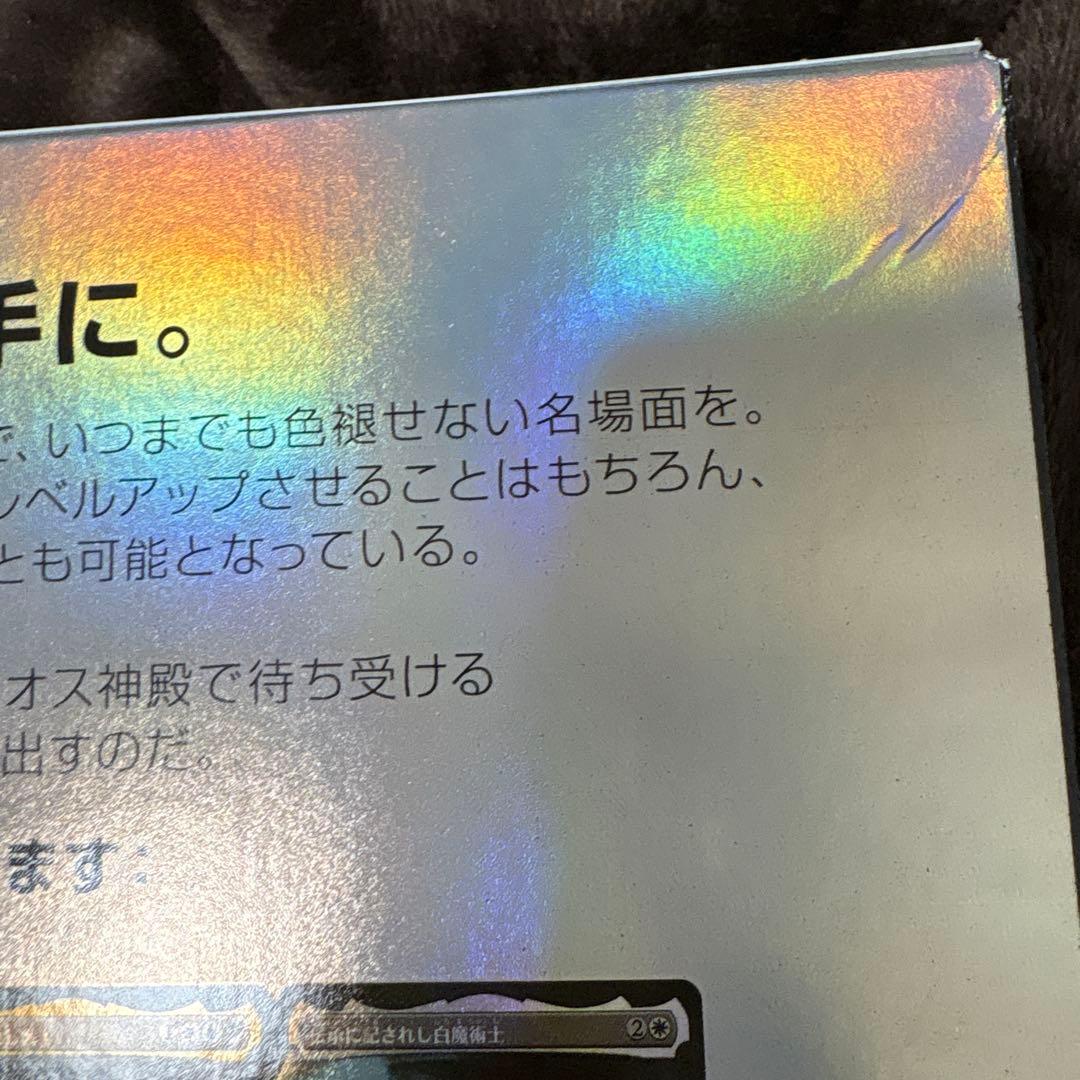 手に。
で、いつまでも色褪せない名場面を。
レベルアップさせることはもちろん、
とも可能となっている。
オス神殿で待ち受ける
出すのだ。
ます:
に記されし白魔術士 2